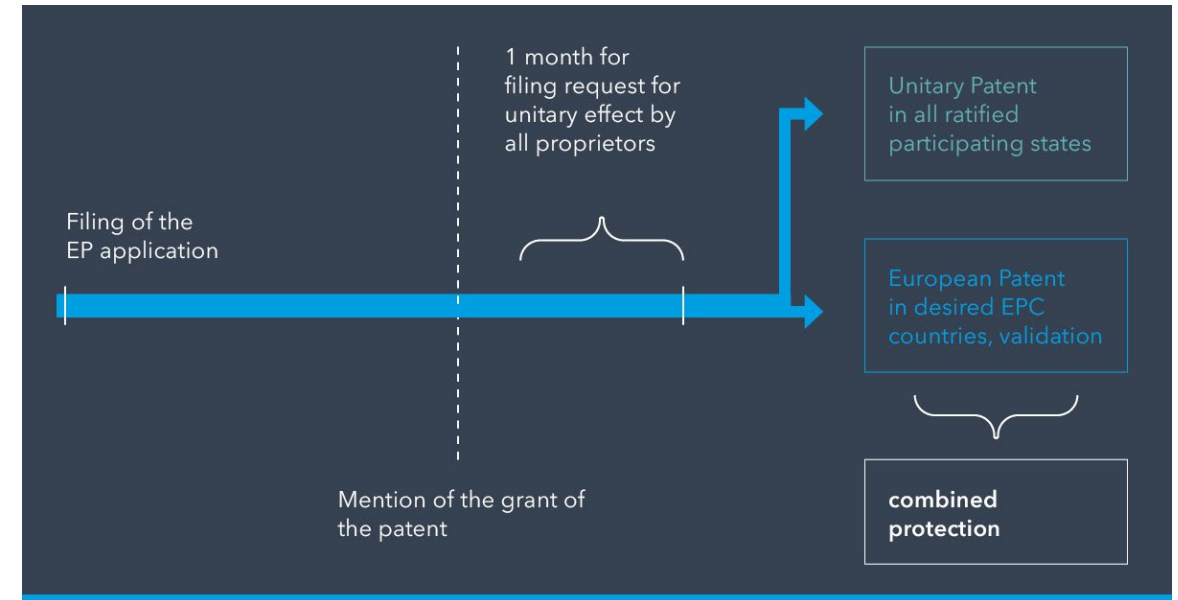 1 month for
filing request for
unitary effect by
all proprietors
Unitary Patent
in all ratified
participating states
Filing of the
EP application
European Patent
in desired EPC
countries, validation
Mention of the grant of
the patent
combined
protection